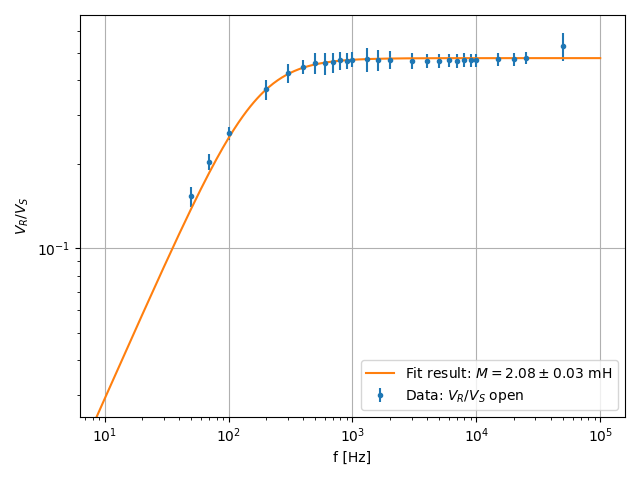 V_R/V_S
10^{-1}
Fit result: M = 2.08 ± 0.03 mH
Data: V_R/V_S open
10^1 10^2 10^3 10^4 10^5
f [Hz]